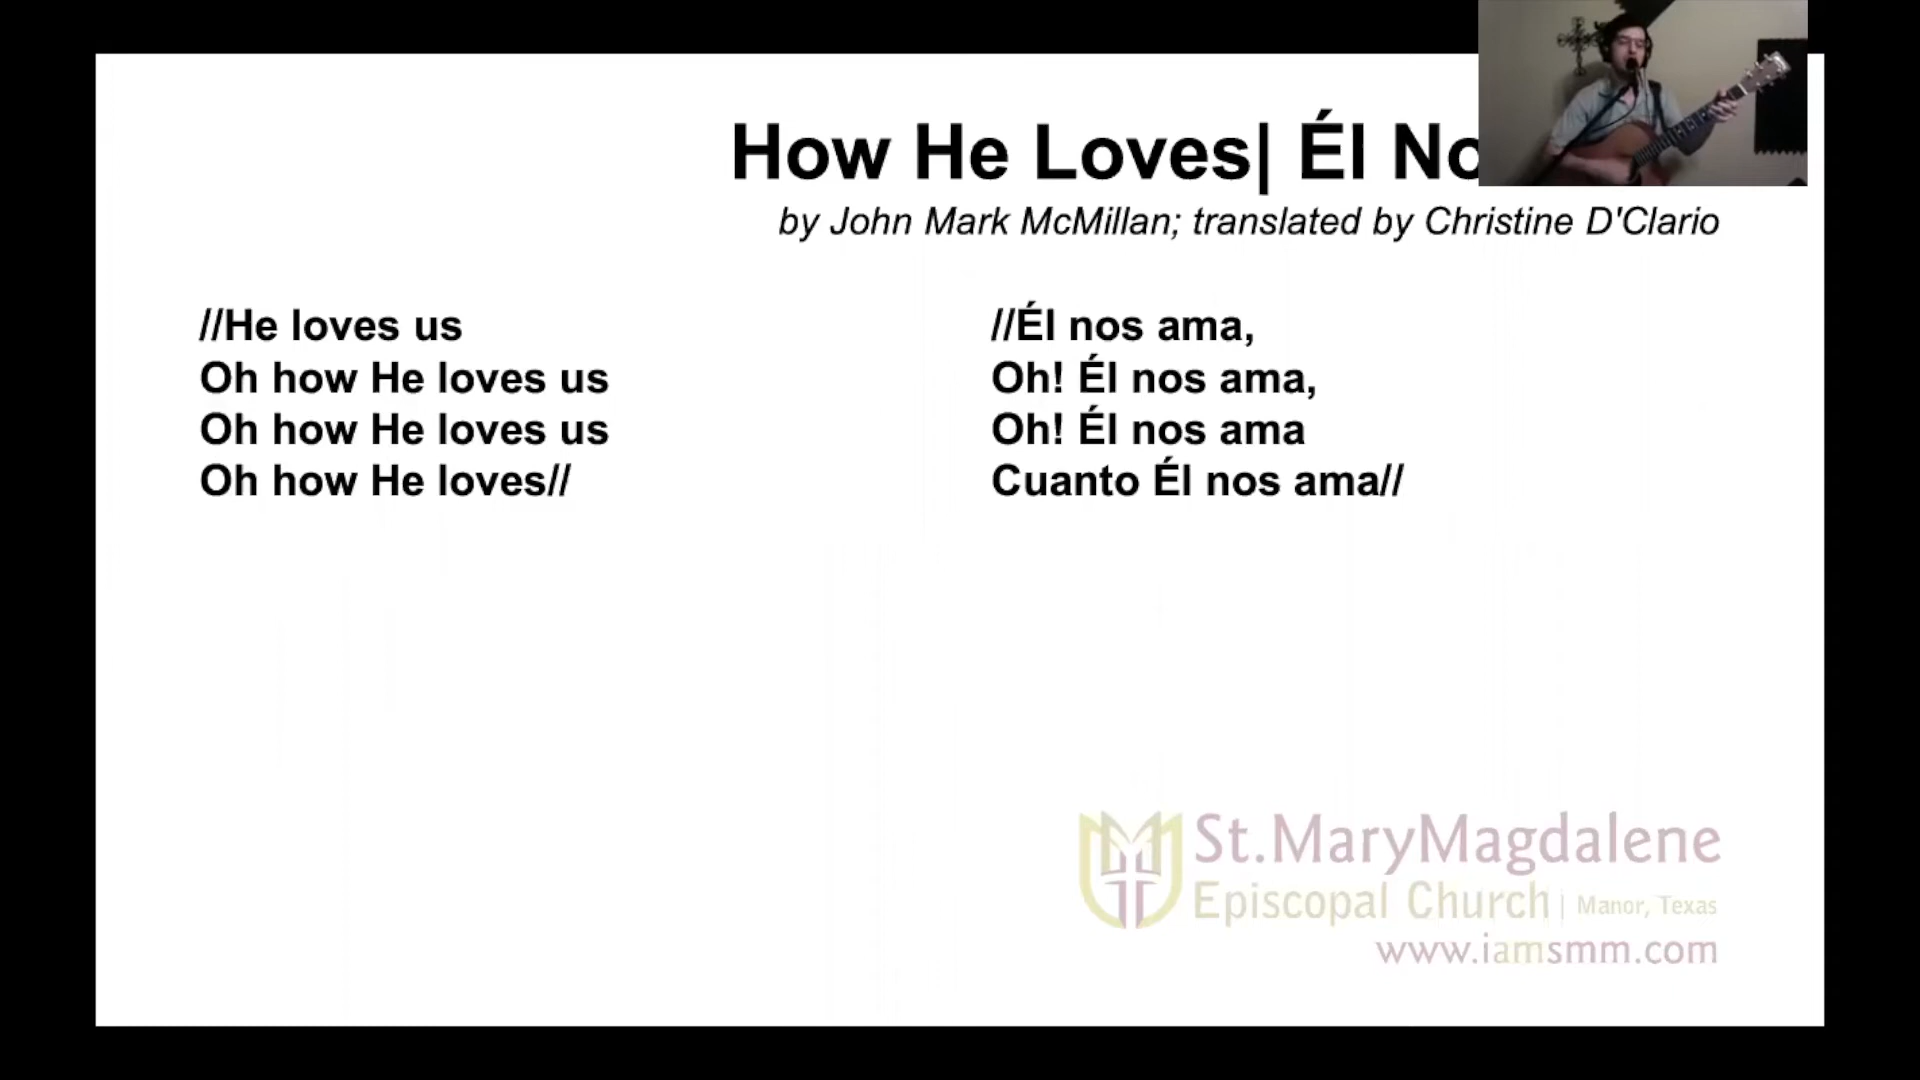 How He Loves| Él No
by John Mark McMillan; translated by Christine D'Clario
//He loves us
Oh how He loves us
Oh how He loves us
Oh how He loves//
//Él nos ama,
Oh! Él nos ama,
Oh! Él nos ama
Cuanto Él nos ama//
St.MaryMagdalene
Episcopal Church | Manor, Texas
www.iamsmm.com